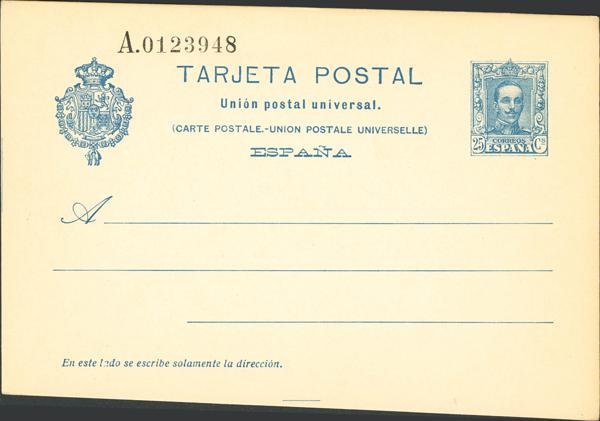 A.0123948
TARJETA POSTAL
Unión postal universal.
(CARTE POSTALE.-UNION POSTALE UNIVERSELLE)
ESPAÑA
CORREOS
25 ESPAÑA Cs
A
En este lado se escribe solamente la dirección.